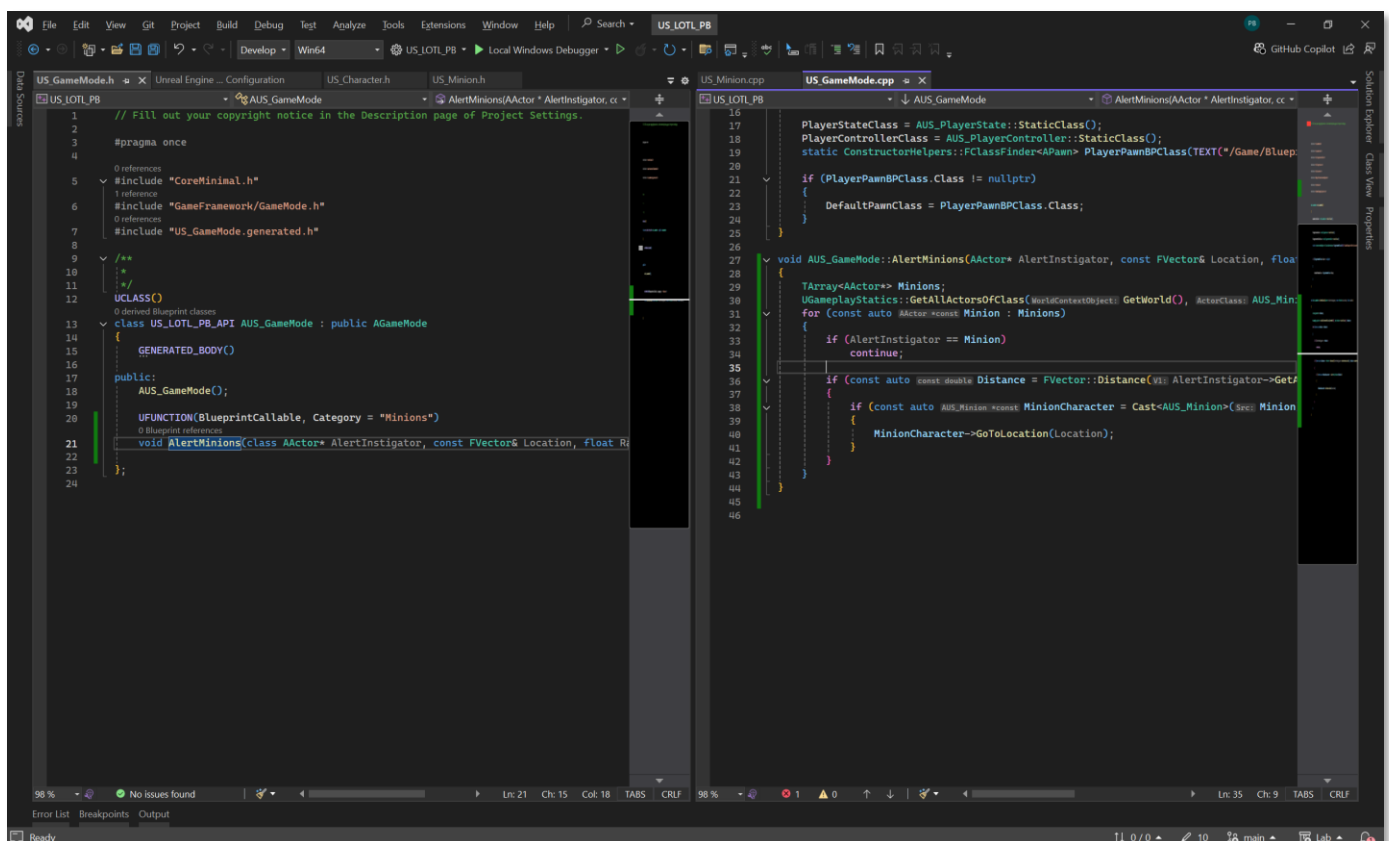 File Edit View Git Project Build Debug Test Analyze Tools Extensions Window Help Search US_LOTL_PB PB
Develop Win64 US_LOTL_PB Local Windows Debugger GitHub Copilot
Data Sources
US_GameMode.h Unreal Engine ... Configuration US_Character.h US_Minion.h
US_LOTL_PB AUS_GameMode AlertMinions(AActor * AlertInstigator, cc
1 // Fill out your copyright notice in the Description page of Project Settings.
2
3 #pragma once
4
0 references
5 #include "CoreMinimal.h"
1 reference
6 #include "GameFramework/GameMode.h"
0 references
7 #include "US_GameMode.generated.h"
8
9 /**
10 *
11 */
12 UCLASS()
0 derived Blueprint classes
13 class US_LOTL_PB_API AUS_GameMode : public AGameMode
14 {
15 GENERATED_BODY()
16
17 public:
18 AUS_GameMode();
19
20 UFUNCTION(BlueprintCallable, Category = "Minions")
0 Blueprint references
21 void AlertMinions(class AActor* AlertInstigator, const FVector& Location, float Ra
22
23 };
24
98 % No issues found Ln: 21 Ch: 15 Col: 18 TABS CRLF
US_Minion.cpp US_GameMode.cpp
US_LOTL_PB AUS_GameMode AlertMinions(AActor * AlertInstigator, cc
16
17 PlayerStateClass = AUS_PlayerState::StaticClass();
18 PlayerControllerClass = AUS_PlayerController::StaticClass();
19 static ConstructorHelpers::FClassFinder<APawn> PlayerPawnBPClass(TEXT("/Game/Bluep
20
21 if (PlayerPawnBPClass.Class != nullptr)
22 {
23 DefaultPawnClass = PlayerPawnBPClass.Class;
24 }
25 }
26
27 void AUS_GameMode::AlertMinions(AActor* AlertInstigator, const FVector& Location, float
28 {
29 TArray<AActor*> Minions;
30 UGameplayStatics::GetAllActorsOfClass(WorldContextObject: GetWorld(), ActorClass: AUS_Min
31 for (const auto AActor *const Minion : Minions)
32 {
33 if (AlertInstigator == Minion)
34 continue;
35
36 if (const auto const double Distance = FVector::Distance(V1: AlertInstigator->GetA
37 {
38 if (const auto AUS_Minion *const MinionCharacter = Cast<AUS_Minion>(Src: Minion
39 {
40 MinionCharacter->GoToLocation(Location);
41 }
42 }
43 }
44 }
45
46
98 % 1 0 Ln: 35 Ch: 9 TABS CRLF
Solution Explorer
Class View
Properties
Error List Breakpoints Output
Ready 0 / 0 10 main Lab